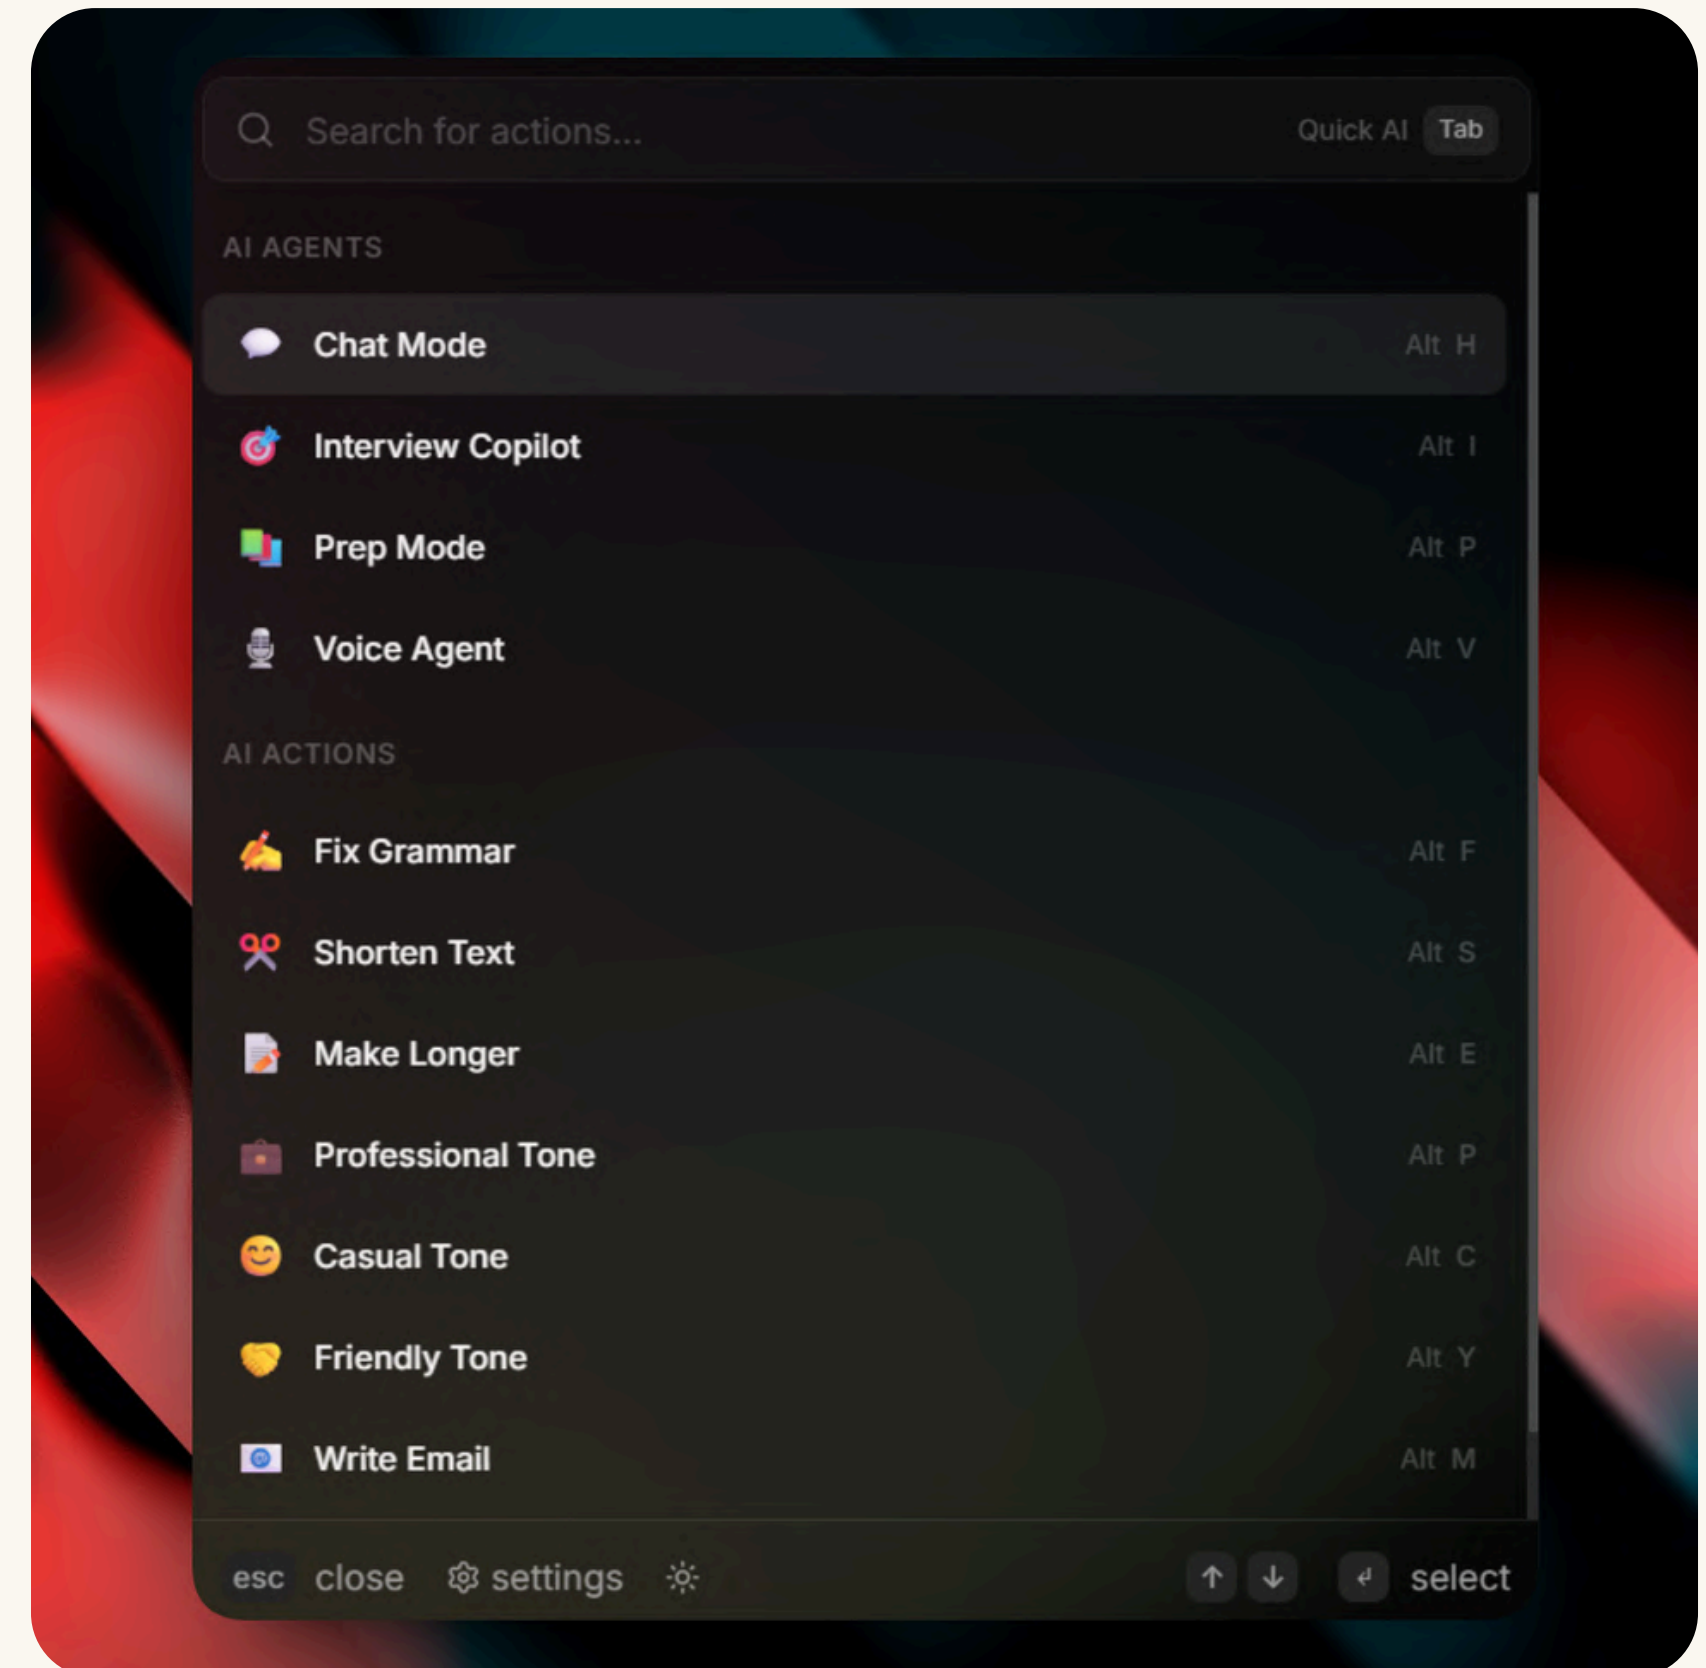 Search for actions... Quick AI Tab
AI AGENTS
Chat Mode Alt H
Interview Copilot Alt I
Prep Mode Alt P
Voice Agent Alt V
AI ACTIONS
Fix Grammar Alt F
Shorten Text Alt S
Make Longer Alt E
Professional Tone Alt P
Casual Tone Alt C
Friendly Tone Alt Y
Write Email Alt M
esc close settings select